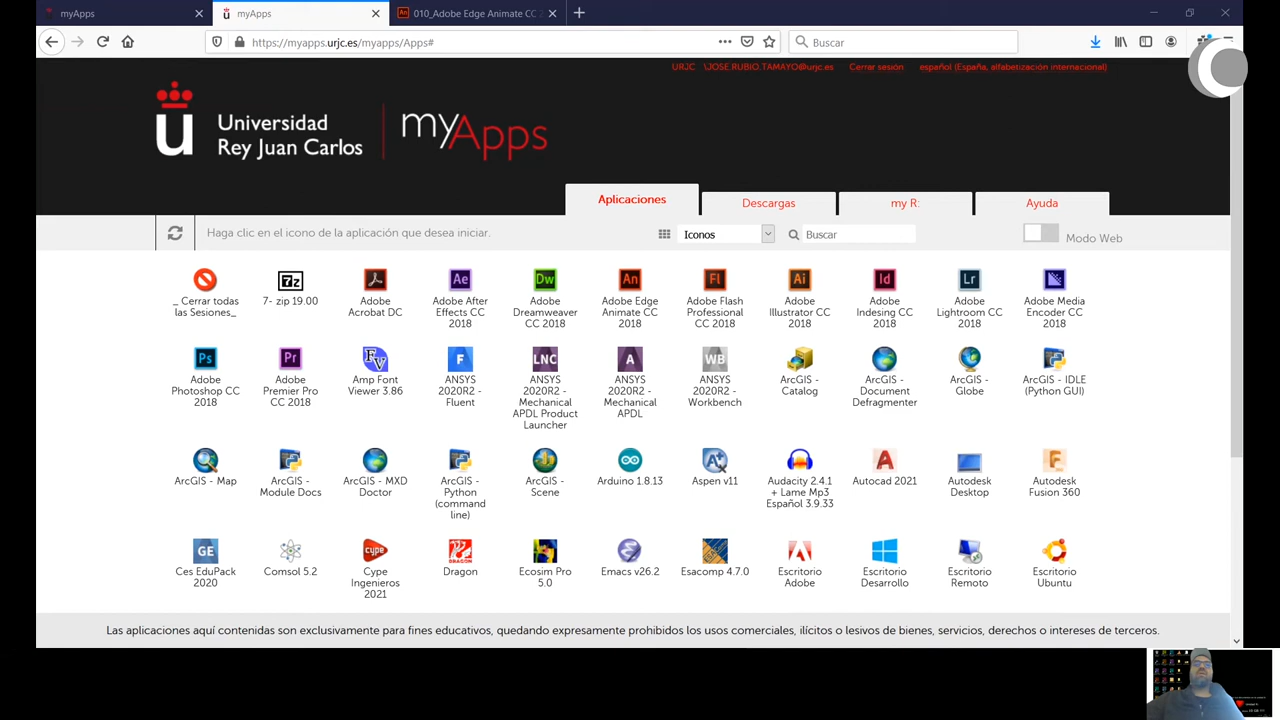 myApps
myApps
010_Adobe Edge Animate CC 2
https://myapps.urjc.es/myapps/Apps#
Buscar
URJC \JOSE.RUBIO.TAMAYO@urjc.es Cerrar sesión español (España, alfabetización internacional)
Universidad
Rey Juan Carlos
myApps
Aplicaciones
Descargas
my R:
Ayuda
Haga clic en el icono de la aplicación que desea iniciar.
Iconos
Buscar
Modo Web
_ Cerrar todas
las Sesiones_
7- zip 19.00
Adobe
Acrobat DC
Adobe After
Effects CC
2018
Adobe
Dreamweaver
CC 2018
Adobe Edge
Animate CC
2018
Adobe Flash
Professional
CC 2018
Adobe
Illustrator CC
2018
Adobe
Indesing CC
2018
Adobe
Lightroom CC
2018
Adobe Media
Encoder CC
2018
Adobe
Photoshop CC
2018
Adobe
Premier Pro
CC 2018
Amp Font
Viewer 3.86
ANSYS
2020R2 -
Fluent
ANSYS
2020R2 -
Mechanical
APDL Product
Launcher
ANSYS
2020R2 -
Mechanical
APDL
ANSYS
2020R2 -
Workbench
ArcGIS -
Catalog
ArcGIS -
Document
Defragmenter
ArcGIS -
Globe
ArcGIS - IDLE
(Python GUI)
ArcGIS - Map
ArcGIS -
Module Docs
ArcGIS - MXD
Doctor
ArcGIS -
Python
(command
line)
ArcGIS -
Scene
Arduino 1.8.13
Aspen v11
Audacity 2.4.1
+ Lame Mp3
Español 3.9.33
Autocad 2021
Autodesk
Desktop
Autodesk
Fusion 360
Ces EduPack
2020
Comsol 5.2
Cype
Ingenieros
2021
Dragon
Ecosim Pro
5.0
Emacs v26.2
Esacomp 4.7.0
Escritorio
Adobe
Escritorio
Desarrollo
Escritorio
Remoto
Escritorio
Ubuntu
Las aplicaciones aquí contenidas son exclusivamente para fines educativos, quedando expresamente prohibidos los usos comerciales, ilícitos o lesivos de bienes, servicios, derechos o intereses de terceros.